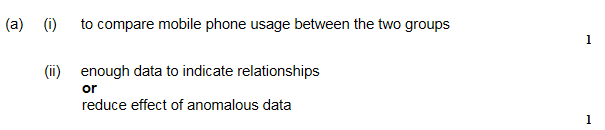 (a) (i) to compare mobile phone usage between the two groups
1
(ii) enough data to indicate relationships
or
reduce effect of anomalous data
1